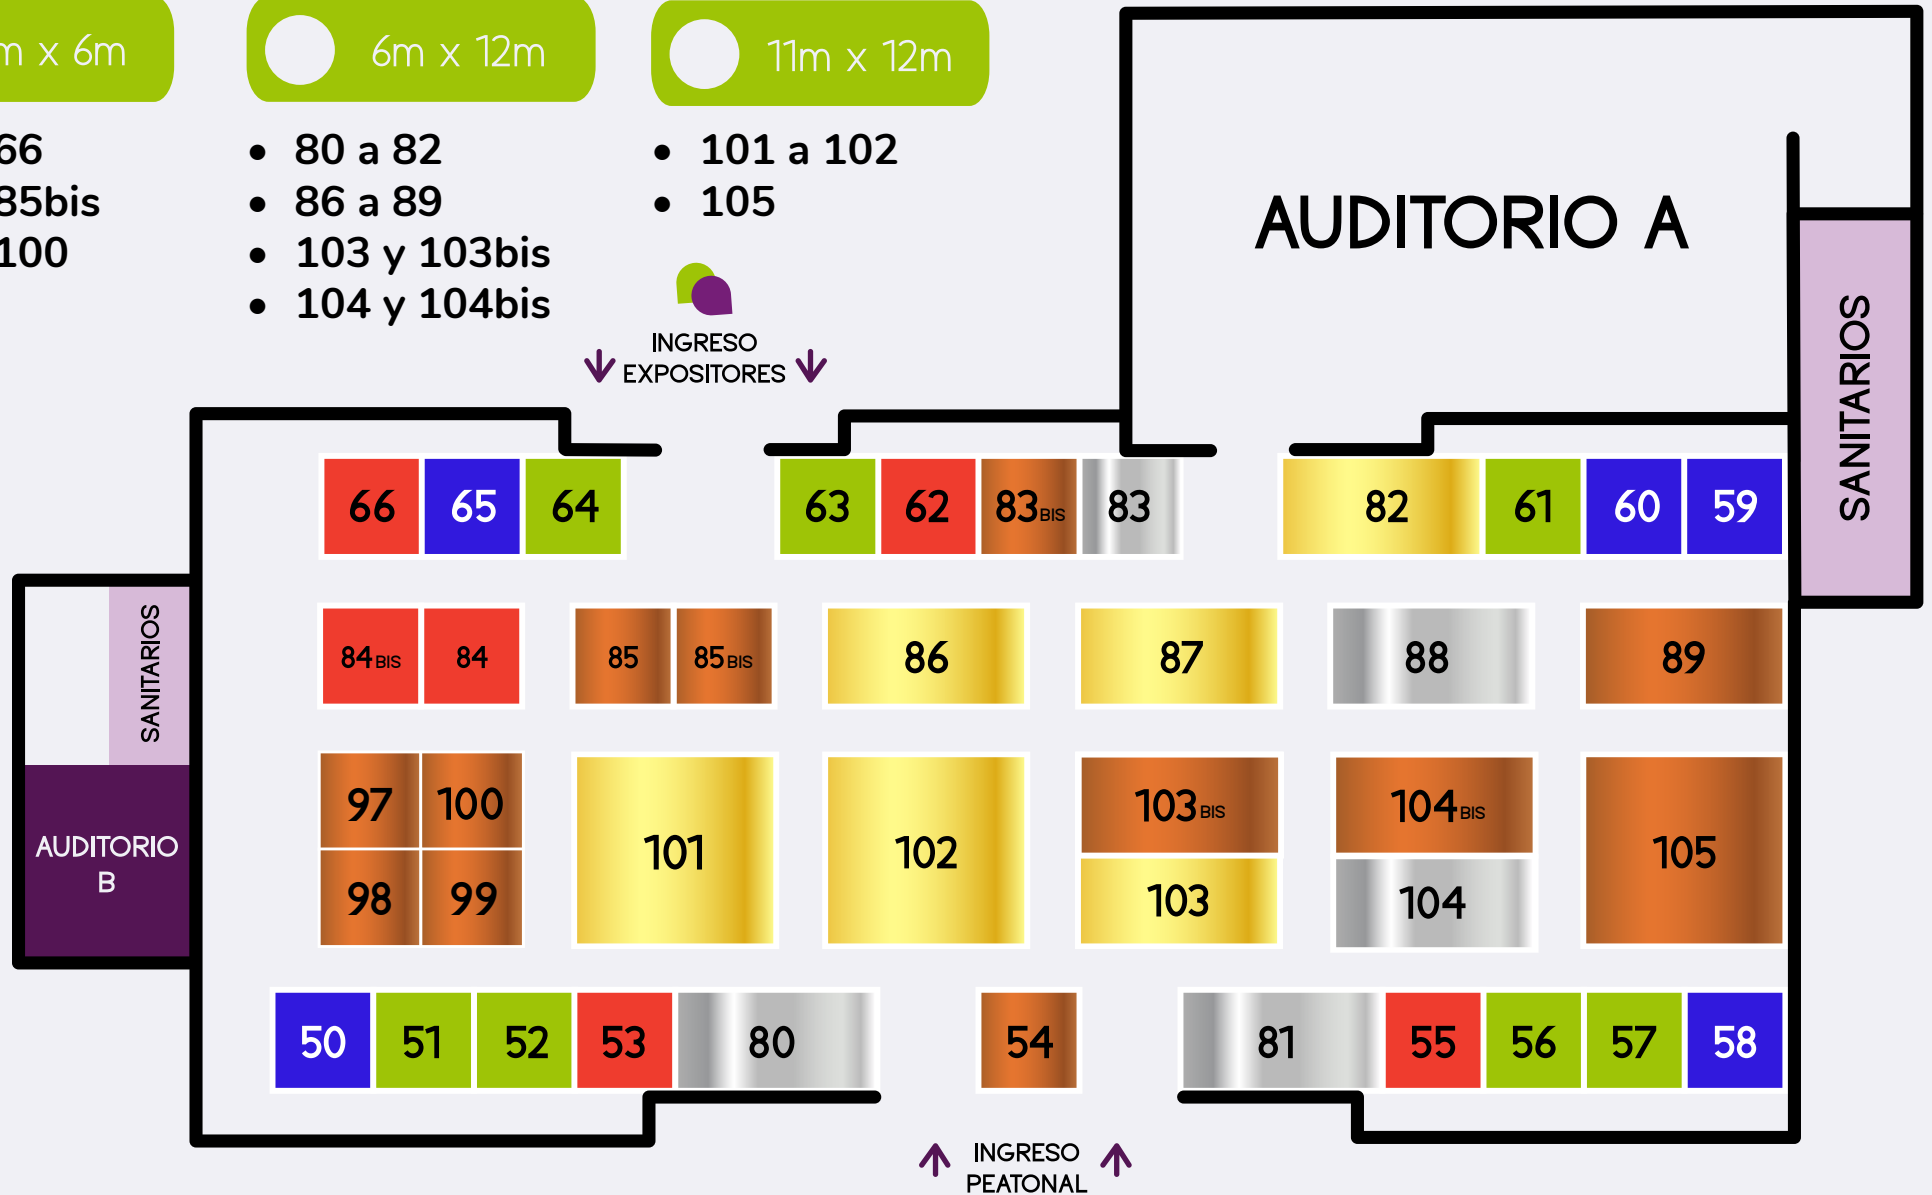 m x 6m
6m x 12m
11m x 12m
66
85bis
100
• 80 a 82
• 86 a 89
• 103 y 103bis
• 104 y 104bis
• 101 a 102
• 105
INGRESO
EXPOSITORES
AUDITORIO A
SANITARIOS
66 65 64 63 62 83BIS 83 82 61 60 59
SANITARIOS
84BIS 84 85 85BIS 86 87 88 89
97 100 101 102 103BIS 104BIS 105
98 99 103 104
AUDITORIO
B
50 51 52 53 80 54 81 55 56 57 58
INGRESO
PEATONAL